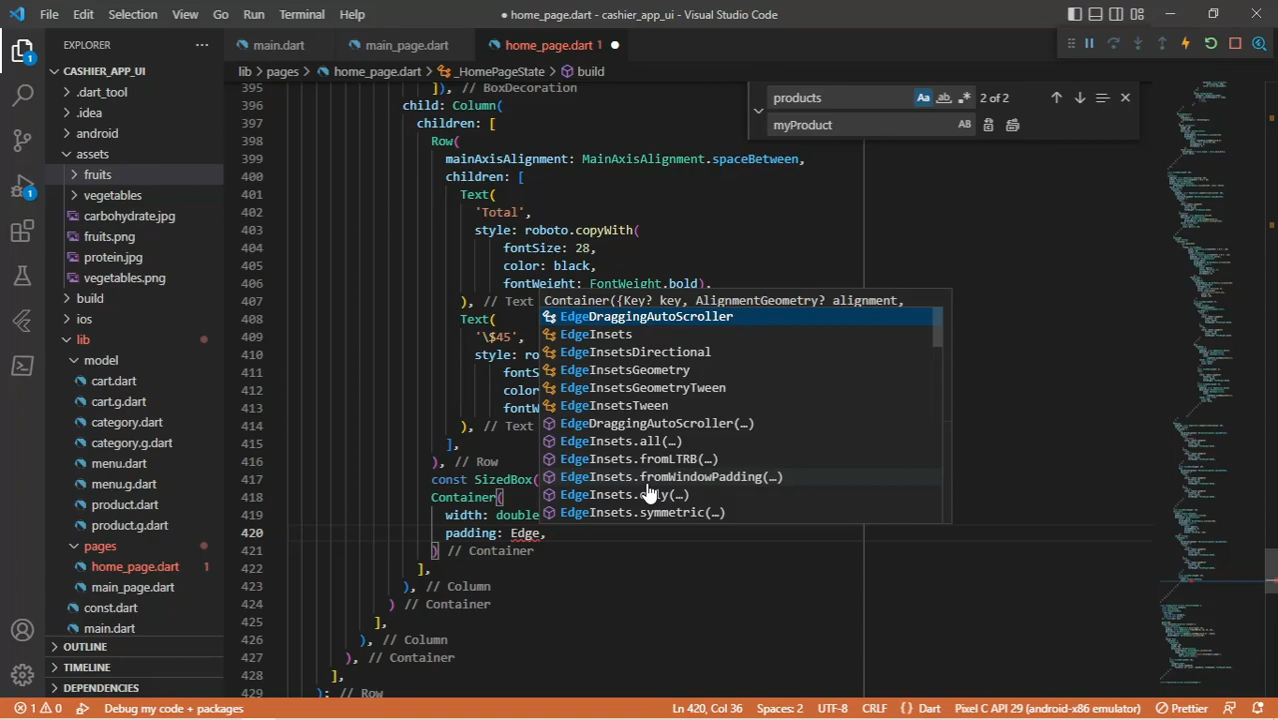 File Edit Selection View Go Run Terminal Help
● home_page.dart - cashier_app_ui - Visual Studio Code
EXPLORER
main.dart
main_page.dart
home_page.dart 1
CASHIER_APP_UI
lib > pages > home_page.dart > _HomePageState > build
.dart_tool
.idea
android
assets
fruits
vegetables
carbohydrate.jpg
fruits.png
protein.jpg
vegetables.png
build
ios
lib
model
cart.dart
cart.g.dart
category.dart
category.g.dart
menu.dart
menu.g.dart
product.dart
product.g.dart
pages
home_page.dart 1
main_page.dart
const.dart
main.dart
OUTLINE
TIMELINE
DEPENDENCIES
products
Aa ab 2 of 2
myProduct
AB
395 ]), // BoxDecoration
396 child: Column(
397 children: [
398 Row(
399 mainAxisAlignment: MainAxisAlignment.spaceBetween,
400 children: [
401 Text(
402 'Total',
403 style: roboto.copyWith(
404 fontSize: 28,
405 color: black,
406 fontWeight: FontWeight.bold),
407 ), // Text
408 Text(
409 '\$45',
410 style: ro
411 fontS
412 color
413 fontW
414 ), // Text
415 ],
416 ), // Row
417 const SizedBox(
418 Container(
419 width: double
420 padding: Edge,
421 ) // Container
422 ],
423 ), // Column
424 ) // Container
425 ],
426 ), // Column
427 ), // Container
428 ],
429 ); // Row
Container({Key? key, AlignmentGeometry? alignment,
EdgeDraggingAutoScroller
EdgeInsets
EdgeInsetsDirectional
EdgeInsetsGeometry
EdgeInsetsGeometryTween
EdgeInsetsTween
EdgeDraggingAutoScroller(…)
EdgeInsets.all(…)
EdgeInsets.fromLTRB(…)
EdgeInsets.fromWindowPadding(…)
EdgeInsets.only(…)
EdgeInsets.symmetric(…)
1 0 Debug my code + packages
Ln 420, Col 36 Spaces: 2 UTF-8 CRLF {} Dart Pixel C API 29 (android-x86 emulator) Prettier